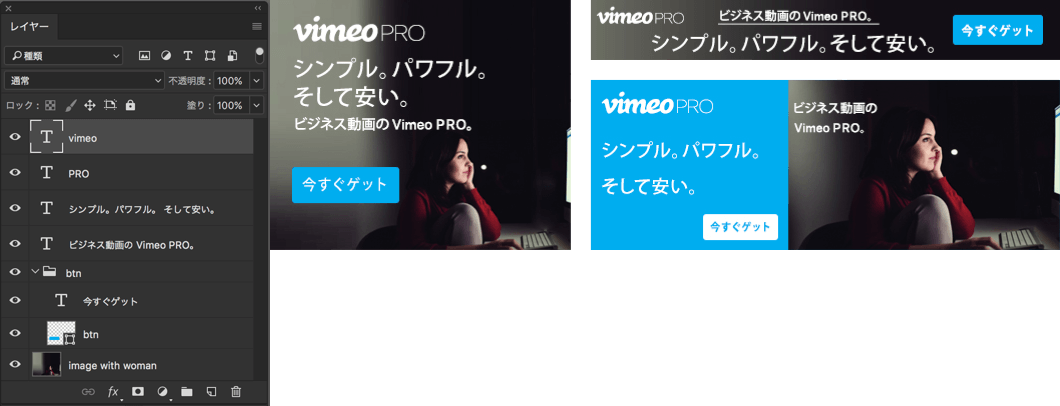 レイヤー
種類
通常
不透明度: 100%
ロック:
塗り: 100%
vimeo
PRO
シンプル。パワフル。 そして安い。
ビジネス動画の Vimeo PRO。
btn
今すぐゲット
btn
image with woman
fx
vimeo PRO
シンプル。パワフル。
そして安い。
ビジネス動画の Vimeo PRO。
今すぐゲット
vimeo PRO
ビジネス動画の Vimeo PRO。
シンプル。パワフル。そして安い。
今すぐゲット
vimeo PRO
シンプル。パワフル。
そして安い。
今すぐゲット
ビジネス動画の
Vimeo PRO。